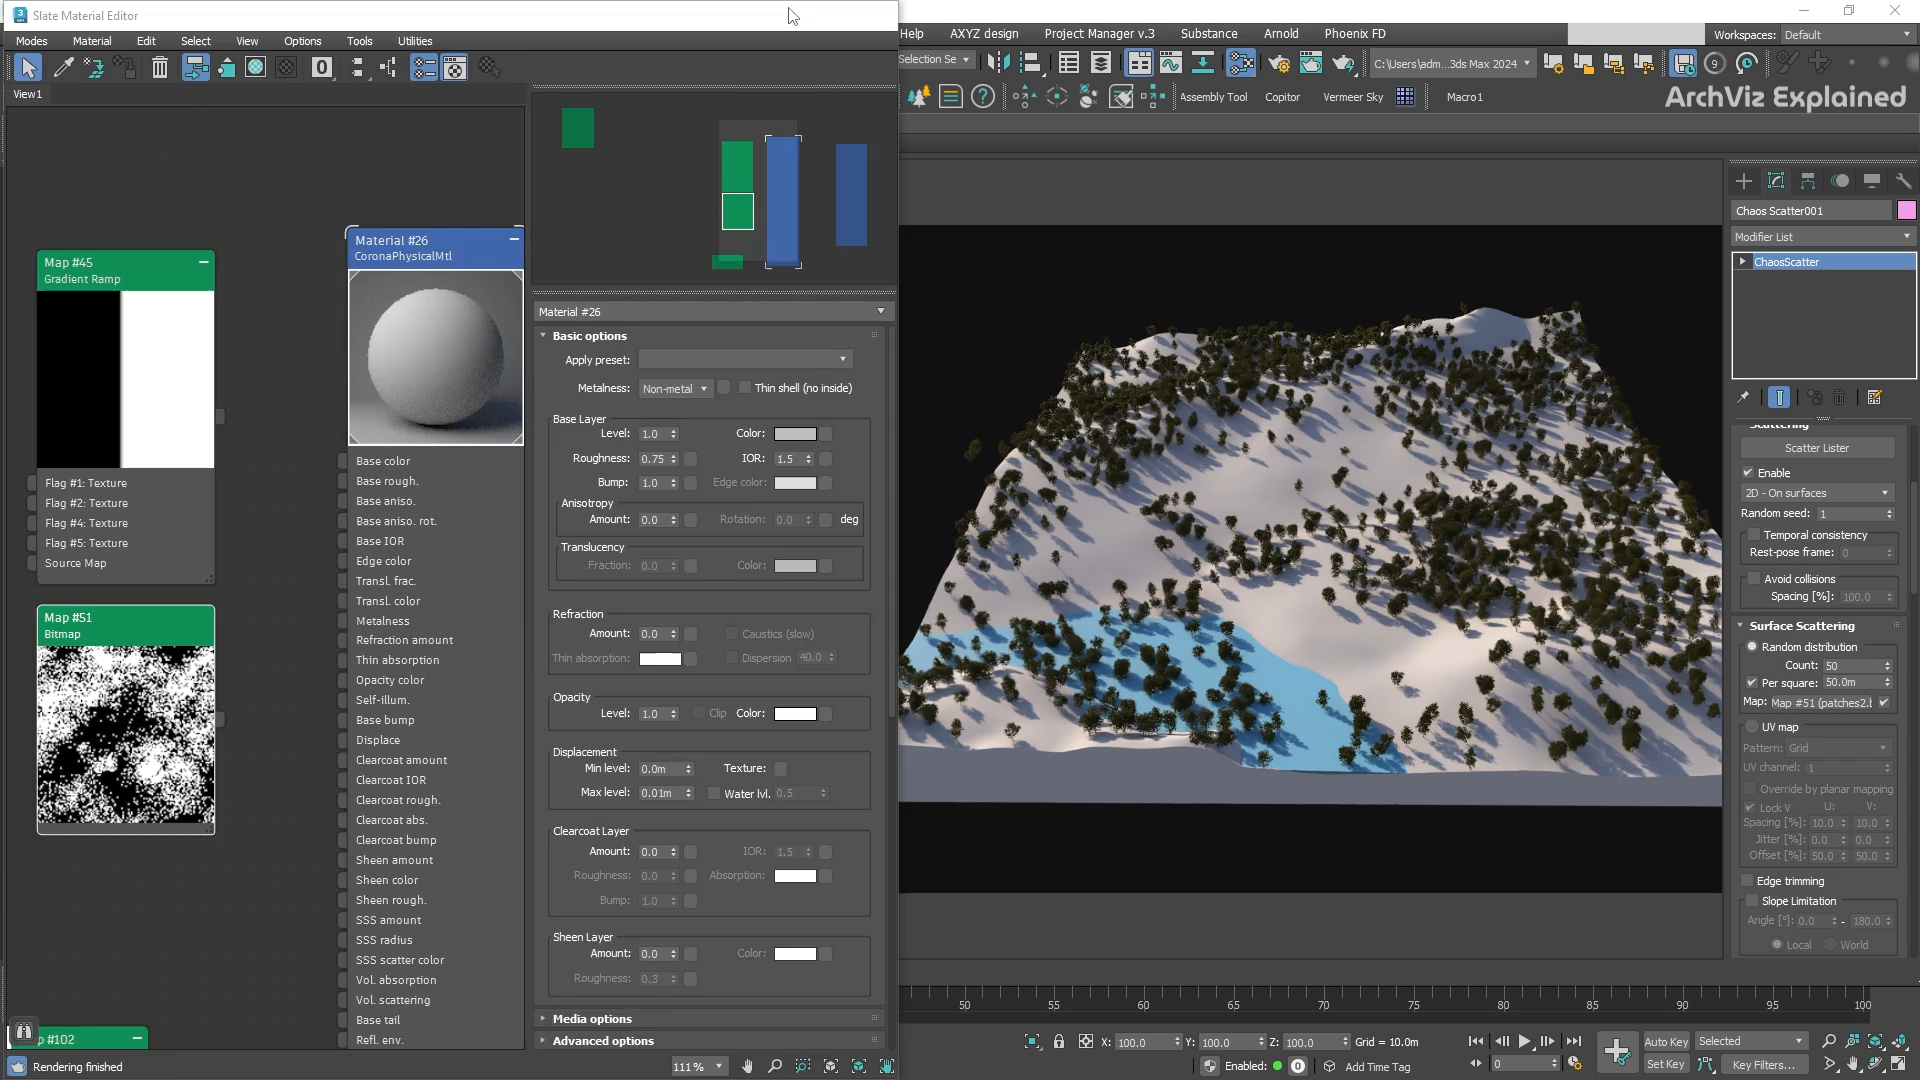 Slate Material Editor
Modes Material Edit Select View Options Tools Utilities
Help AXYZ design Project Manager v.3 Substance Arnold Phoenix FD
Workspaces: Default
Selection Se
C:\Users\adm...3ds Max 2024
9
0
View1
Assembly Tool Copitor Vermeer Sky Macro1
ArchViz Explained
Map #45
Gradient Ramp
Flag #1: Texture
Flag #2: Texture
Flag #4: Texture
Flag #5: Texture
Source Map
Map #51
Bitmap
p #102
Material #26
CoronaPhysicalMtl
Base color
Base rough.
Base aniso.
Base aniso. rot.
Base IOR
Edge color
Transl. frac.
Transl. color
Metalness
Refraction amount
Thin absorption
Opacity color
Self-illum.
Base bump
Displace
Clearcoat amount
Clearcoat IOR
Clearcoat rough.
Clearcoat abs.
Clearcoat bump
Sheen amount
Sheen color
Sheen rough.
SSS amount
SSS radius
SSS scatter color
Vol. absorption
Vol. scattering
Base tail
Refl. env.
Material #26
Basic options
Apply preset:
Metalness: Non-metal Thin shell (no inside)
Base Layer
Level: 1.0 Color:
Roughness: 0.75 IOR: 1.5
Bump: 1.0 Edge color:
Anisotropy
Amount: 0.0 Rotation: 0.0 deg
Translucency
Fraction: 0.0 Color:
Refraction
Amount: 0.0 Caustics (slow)
Thin absorption: Dispersion 40.0
Opacity
Level: 1.0 Clip Color:
Displacement
Min level: 0.0m Texture:
Max level: 0.01m Water lvl. 0.5
Clearcoat Layer
Amount: 0.0 IOR: 1.5
Roughness: 0.0 Absorption:
Bump: 1.0
Sheen Layer
Amount: 0.0 Color:
Roughness: 0.3
Media options
Advanced options
Rendering finished
111%
Chaos Scatter001
Modifier List
ChaosScatter
Scattering
Scatter Lister
Enable
2D - On surfaces
Random seed: 1
Temporal consistency
Rest-pose frame: 0
Avoid collisions
Spacing [%]: 100.0
Surface Scattering
Random distribution
Count: 50
Per square: 50.0m
Map: Map #51 (patches2.t
UV map
Pattern: Grid
UV channel: 1
Override by planar mapping
Lock V U: V:
Spacing [%]: 10.0 10.0
Jitter [%]: 0.0 0.0
Offset [%]: 50.0 50.0
Edge trimming
Slope Limitation
Angle [°]: 0.0 - 180.0
Local World
50 55 60 65 70 75 80 85 90 95 100
X: 100.0 Y: 100.0 Z: 100.0 Grid = 10.0m
Auto Key Selected
Enabled: 0 Add Time Tag
0
Set Key Key Filters...